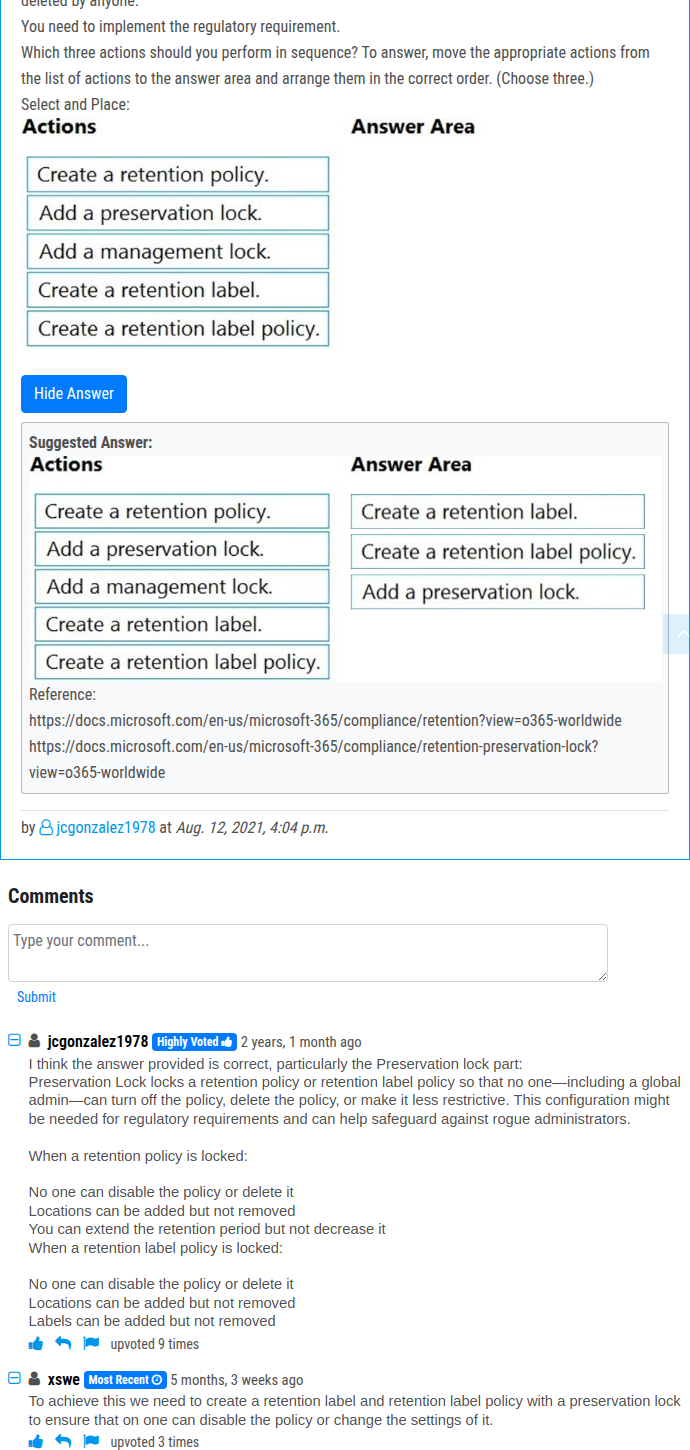 deleted by anyone.
You need to implement the regulatory requirement.
Which three actions should you perform in sequence? To answer, move the appropriate actions from
the list of actions to the answer area and arrange them in the correct order. (Choose three.)
Select and Place:
Actions
Answer Area
Create a retention policy.
Add a preservation lock.
Add a management lock.
Create a retention label.
Create a retention label policy.
Hide Answer
Suggested Answer:
Actions
Answer Area
Create a retention policy.
Add a preservation lock.
Add a management lock.
Create a retention label.
Create a retention label policy.
Create a retention label.
Create a retention label policy.
Add a preservation lock.
Reference:
https://docs.microsoft.com/en-us/microsoft-365/compliance/retention?view=o365-worldwide
https://docs.microsoft.com/en-us/microsoft-365/compliance/retention-preservation-lock?
view=o365-worldwide
by jcgonzalez1978 at Aug. 12, 2021, 4:04 p.m.
Comments
Type your comment...
Submit
jcgonzalez1978 Highly Voted 2 years, 1 month ago
I think the answer provided is correct, particularly the Preservation lock part:
Preservation Lock locks a retention policy or retention label policy so that no one—including a global
admin—can turn off the policy, delete the policy, or make it less restrictive. This configuration might
be needed for regulatory requirements and can help safeguard against rogue administrators.
When a retention policy is locked:
No one can disable the policy or delete it
Locations can be added but not removed
You can extend the retention period but not decrease it
When a retention label policy is locked:
No one can disable the policy or delete it
Locations can be added but not removed
Labels can be added but not removed
upvoted 9 times
xswe Most Recent 5 months, 3 weeks ago
To achieve this we need to create a retention label and retention label policy with a preservation lock
to ensure that on one can disable the policy or change the settings of it.
upvoted 3 times